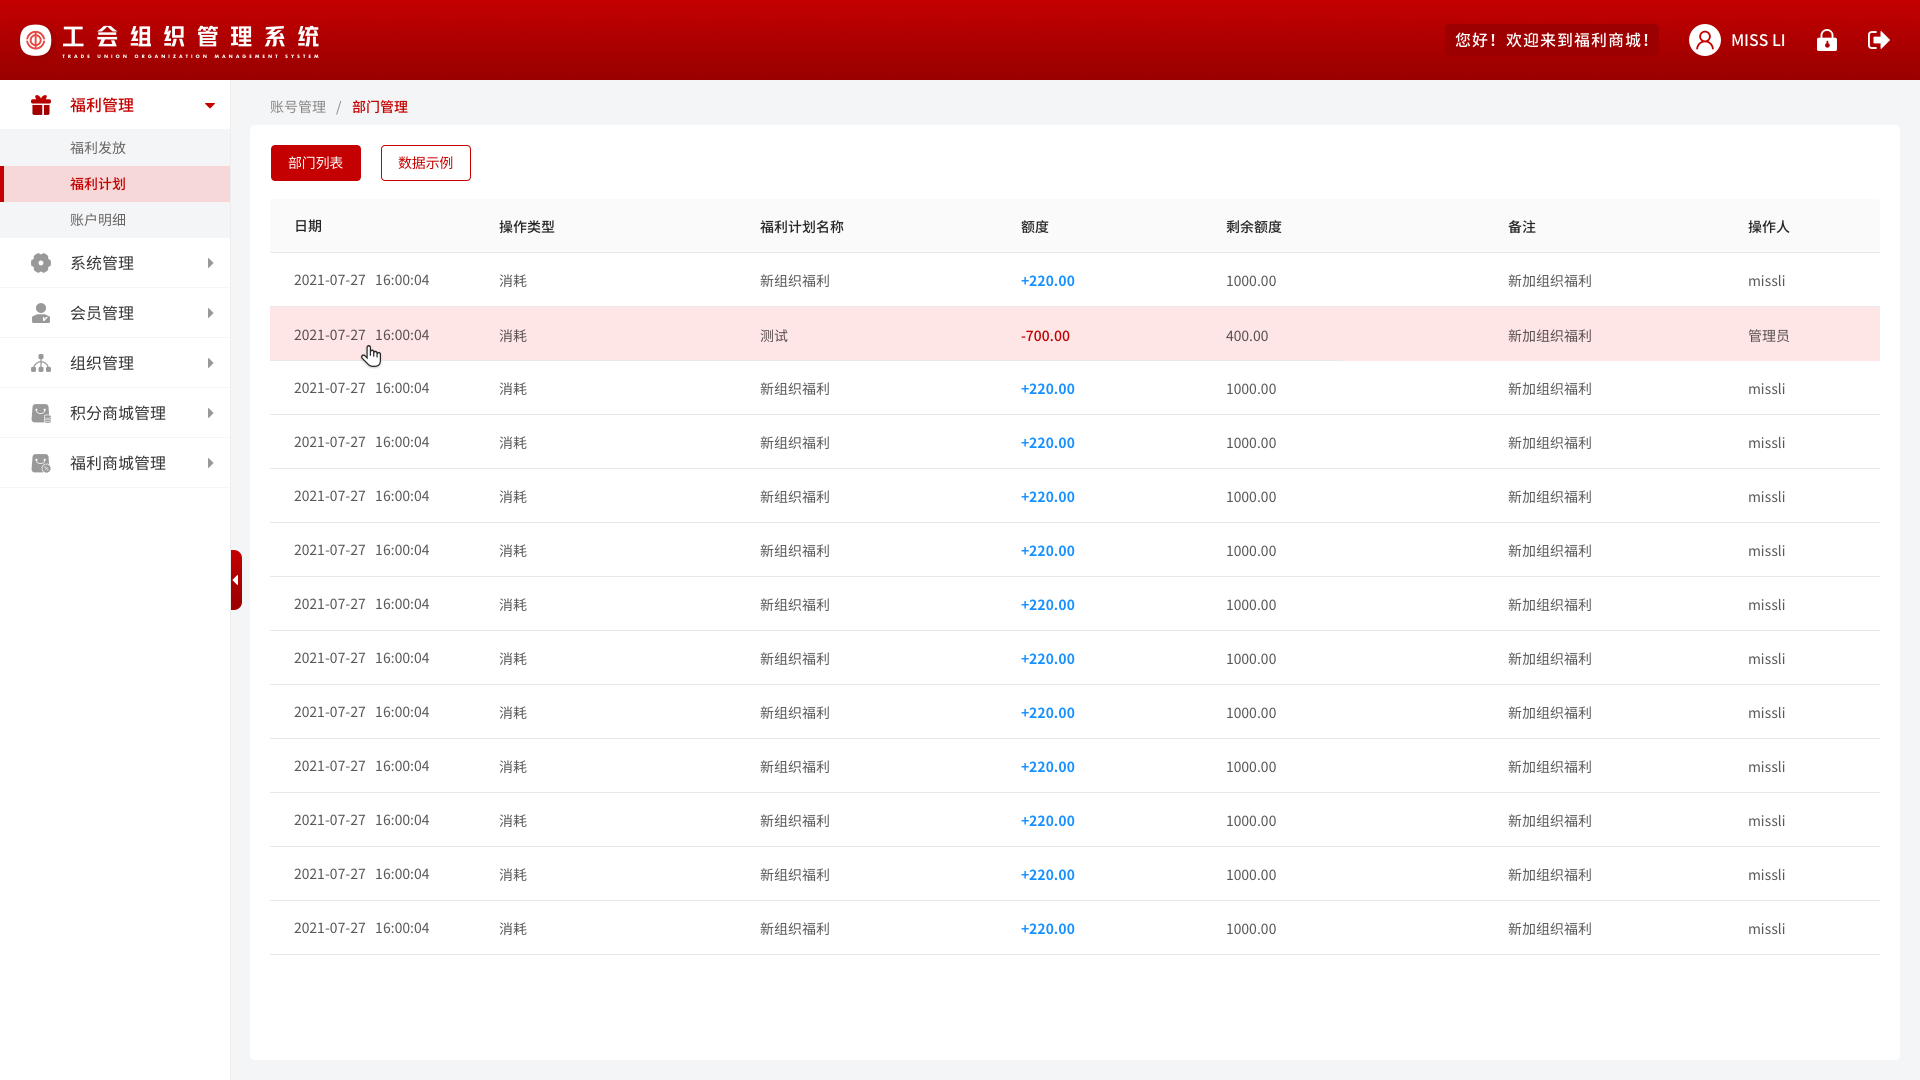 工会组织管理系统
TRADE UNION ORGANIZATION MANAGEMENT SYSTEM
您好！欢迎来到福利商城！
MISS LI
福利管理
福利发放
福利计划
账户明细
系统管理
会员管理
组织管理
积分商城管理
福利商城管理
账号管理 / 部门管理
部门列表 数据示例
日期 操作类型 福利计划名称 额度 剩余额度 备注 操作人
2021-07-27 16:00:04 消耗 新组织福利 +220.00 1000.00 新加组织福利 missli
2021-07-27 16:00:04 消耗 测试 -700.00 400.00 新加组织福利 管理员
2021-07-27 16:00:04 消耗 新组织福利 +220.00 1000.00 新加组织福利 missli
2021-07-27 16:00:04 消耗 新组织福利 +220.00 1000.00 新加组织福利 missli
2021-07-27 16:00:04 消耗 新组织福利 +220.00 1000.00 新加组织福利 missli
2021-07-27 16:00:04 消耗 新组织福利 +220.00 1000.00 新加组织福利 missli
2021-07-27 16:00:04 消耗 新组织福利 +220.00 1000.00 新加组织福利 missli
2021-07-27 16:00:04 消耗 新组织福利 +220.00 1000.00 新加组织福利 missli
2021-07-27 16:00:04 消耗 新组织福利 +220.00 1000.00 新加组织福利 missli
2021-07-27 16:00:04 消耗 新组织福利 +220.00 1000.00 新加组织福利 missli
2021-07-27 16:00:04 消耗 新组织福利 +220.00 1000.00 新加组织福利 missli
2021-07-27 16:00:04 消耗 新组织福利 +220.00 1000.00 新加组织福利 missli
2021-07-27 16:00:04 消耗 新组织福利 +220.00 1000.00 新加组织福利 missli